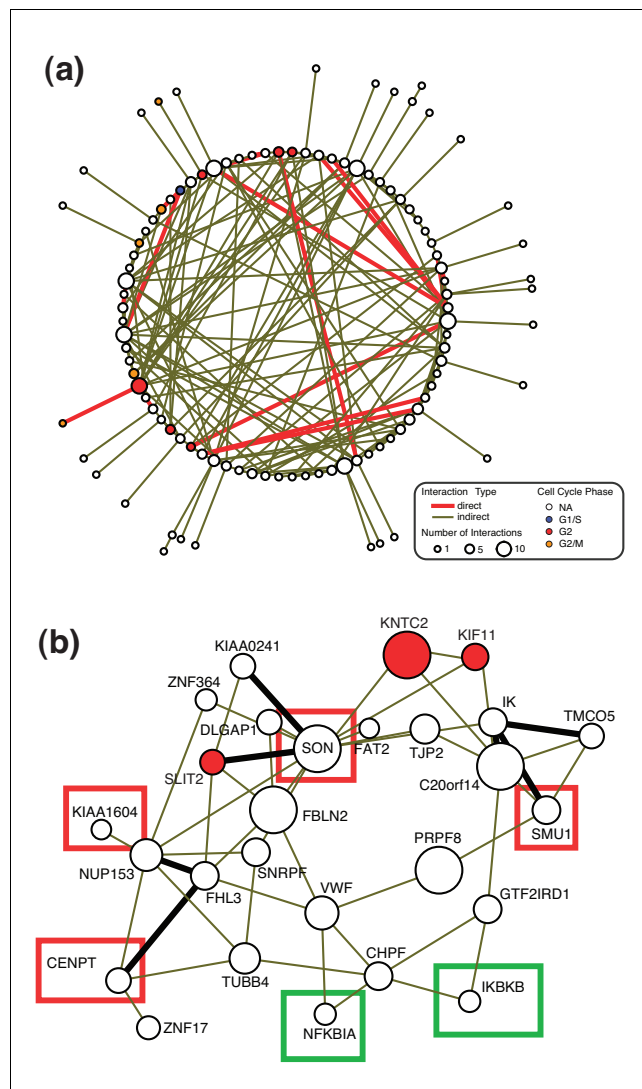 (a)
Interaction Type
direct
indirect
Number of Interactions
1 5 10
Cell Cycle Phase
NA
G1/S
G2
G2/M
(b)
KNTC2
KIF11
KIAA0241
ZNF364
IK
DLGAP1
SON
TMCO5
FAT2
TJP2
SLIT2
C20orf14
KIAA1604
FBLN2
SMU1
PRPF8
NUP153
SNRPF
FHL3
VWF
GTF2IRD1
CENPT
CHPF
TUBB4
IKBKB
ZNF17
NFKBIA